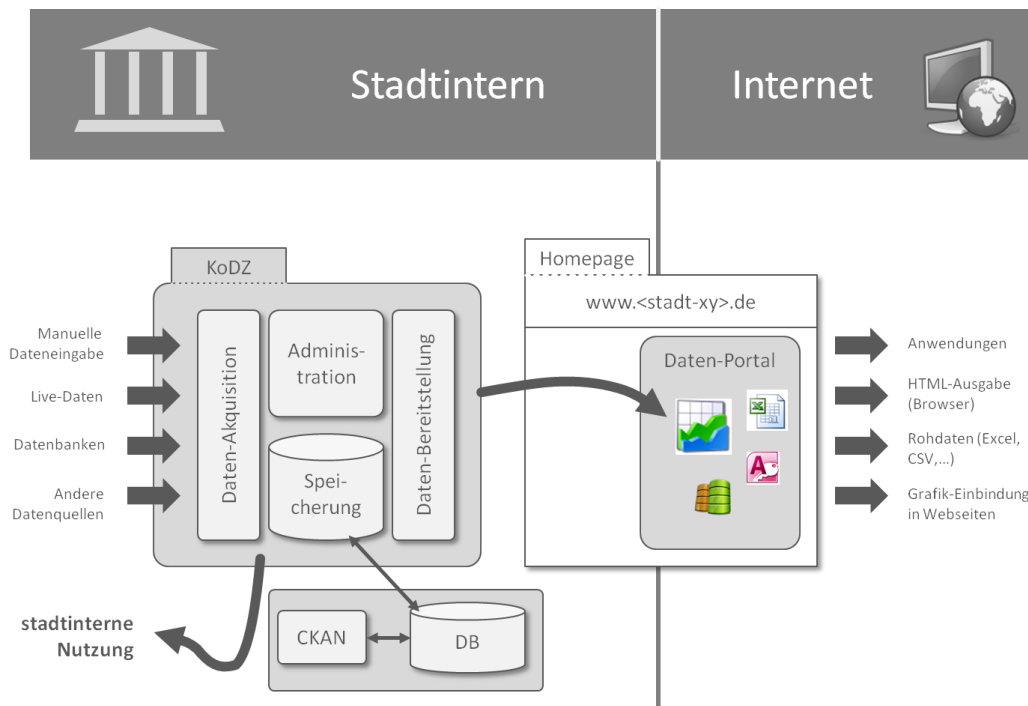 Stadtintern
Internet
KoDZ
Homepage
www.<stadt-xy>.de
Manuelle
Dateneingabe
Live-Daten
Datenbanken
Andere
Datenquellen
Daten-Akquisition
Adminis-
tration
Spei-
cherung
Daten-Bereitstellung
Daten-Portal
Anwendungen
HTML-Ausgabe
(Browser)
Rohdaten (Excel,
CSV,...)
Grafik-Einbindung
in Webseiten
stadtinterne
Nutzung
CKAN
DB